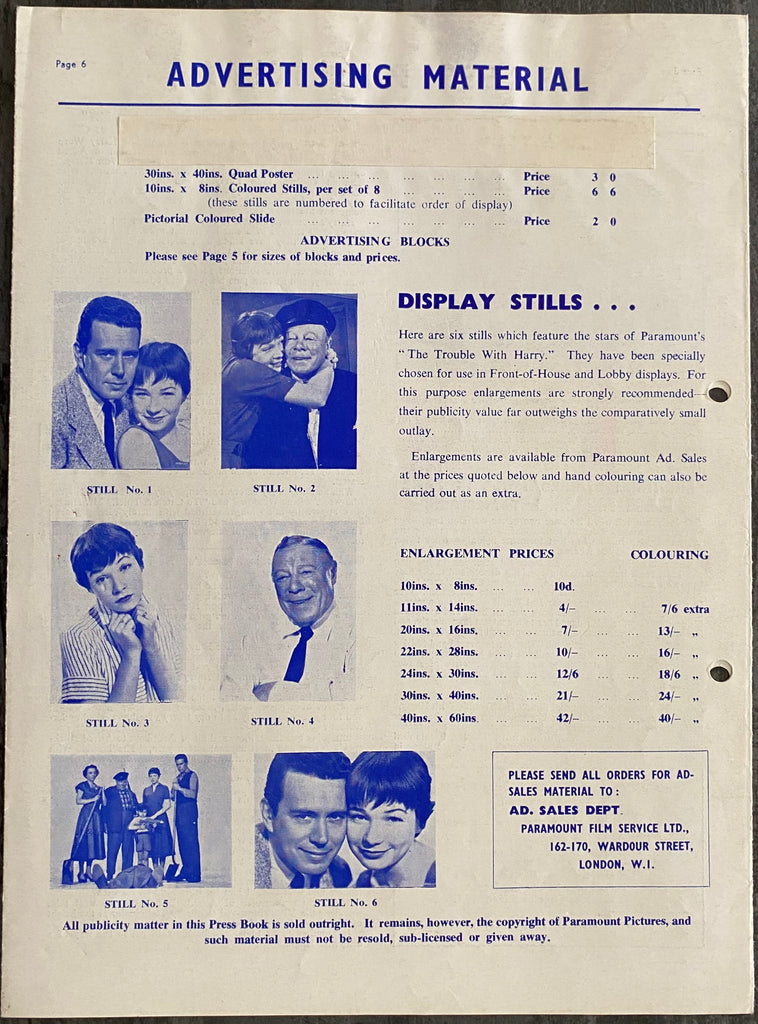 Page 6
ADVERTISING MATERIAL
30ins. x 40ins. Quad Poster ... ... ... ... ... ... ... Price 3 0
10ins. x 8ins. Coloured Stills, per set of 8 ... ... ... ... Price 6 6
(these stills are numbered to facilitate order of display)
Pictorial Coloured Slide ... ... ... ... ... ... ... Price 2 0
ADVERTISING BLOCKS
Please see Page 5 for sizes of blocks and prices.
DISPLAY STILLS . . .
Here are six stills which feature the stars of Paramount's
" The Trouble With Harry." They have been specially
chosen for use in Front-of-House and Lobby displays. For
this purpose enlargements are strongly recommended—
their publicity value far outweighs the comparatively small
outlay.
Enlargements are available from Paramount Ad. Sales
at the prices quoted below and hand colouring can also be
carried out as an extra.
STILL No. 1
STILL No. 2
ENLARGEMENT PRICES COLOURING
10ins. x 8ins. ... ... 10d.
11ins. x 14ins. ... ... 4/– ... ... 7/6 extra
20ins. x 16ins. ... ... 7/– ... ... 13/– „
22ins. x 28ins. ... ... 10/– ... ... 16/– „
24ins. x 30ins. ... ... 12/6 ... ... 18/6 „
30ins. x 40ins. ... ... 21/– ... ... 24/– „
40ins. x 60ins. ... ... 42/– ... ... 40/– „
STILL No. 3
STILL No. 4
PLEASE SEND ALL ORDERS FOR AD-
SALES MATERIAL TO :
AD. SALES DEPT.
PARAMOUNT FILM SERVICE LTD.,
162-170, WARDOUR STREET,
LONDON, W.I.
STILL No. 5
STILL No. 6
All publicity matter in this Press Book is sold outright. It remains, however, the copyright of Paramount Pictures, and
such material must not be resold, sub-licensed or given away.